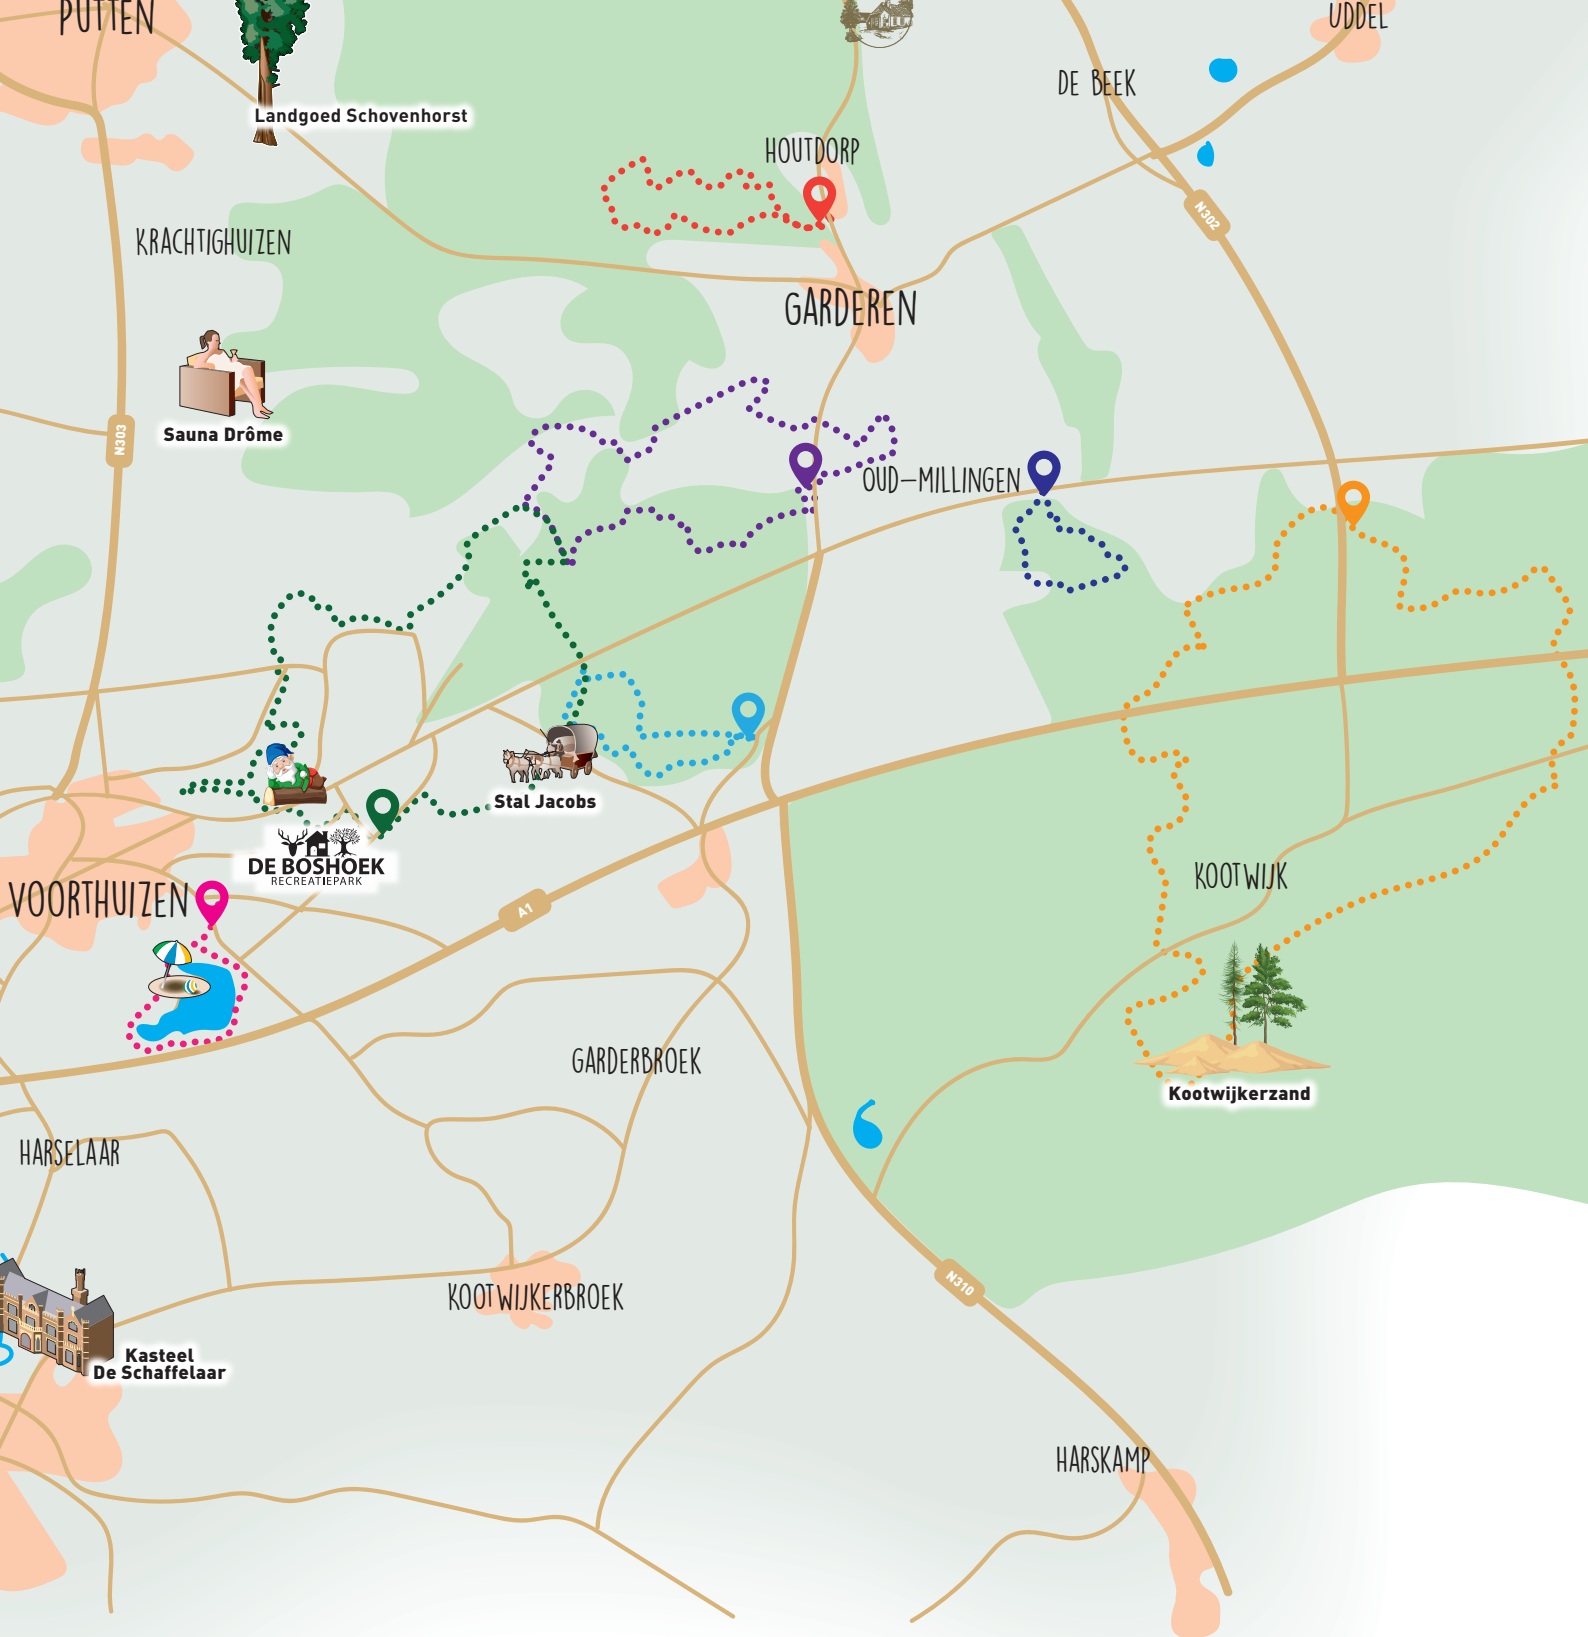 PUTTEN
UDDEL
DE BEEK
Landgoed Schovenhorst
HOUTDORP
N302
KRACHTIGHUIZEN
GARDEREN
Sauna Drôme
N303
OUD-MILLINGEN
Stal Jacobs
DE BOSHOEK
RECREATIEPARK
KOOTWIJK
VOORTHUIZEN
A1
GARDERBROEK
Kootwijkerzand
HARSELAAR
N310
KOOTWIJKERBROEK
Kasteel
De Schaffelaar
HARSKAMP